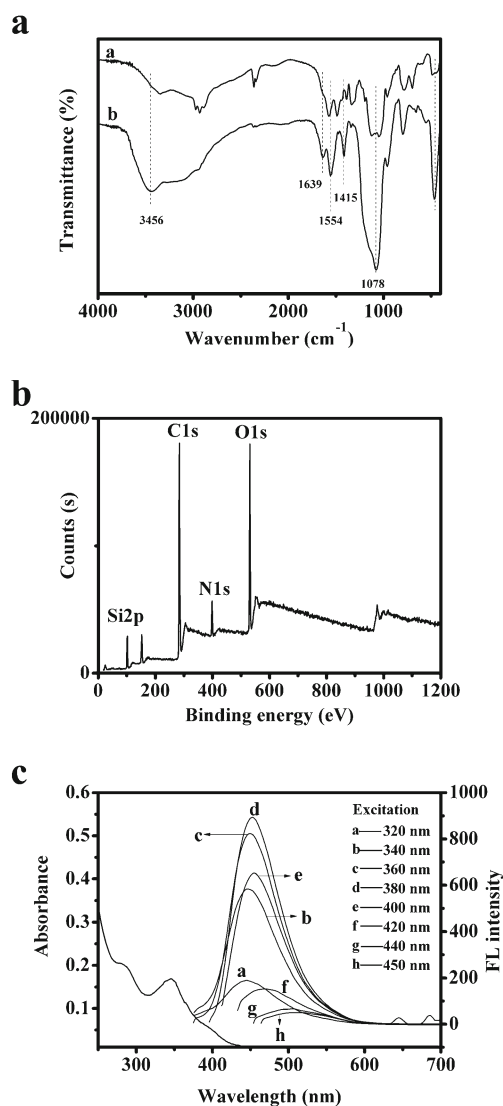 a
Transmittance (%)
a
b
3456
1639
1554
1415
1078
4000
3000
2000
1000
Wavenumber (cm⁻¹)
b
200000
0
Counts (s)
C1s
O1s
N1s
Si2p
0
200
400
600
800
1000
1200
Binding energy (eV)
c
0.6
0.5
0.4
0.3
0.2
0.1
Absorbance
d
c
e
b
a
f
g
h
Excitation
a 320 nm
b 340 nm
c 360 nm
d 380 nm
e 400 nm
f 420 nm
g 440 nm
h 450 nm
1000
800
600
400
200
0
FL intensity
300
400
500
600
700
Wavelength (nm)